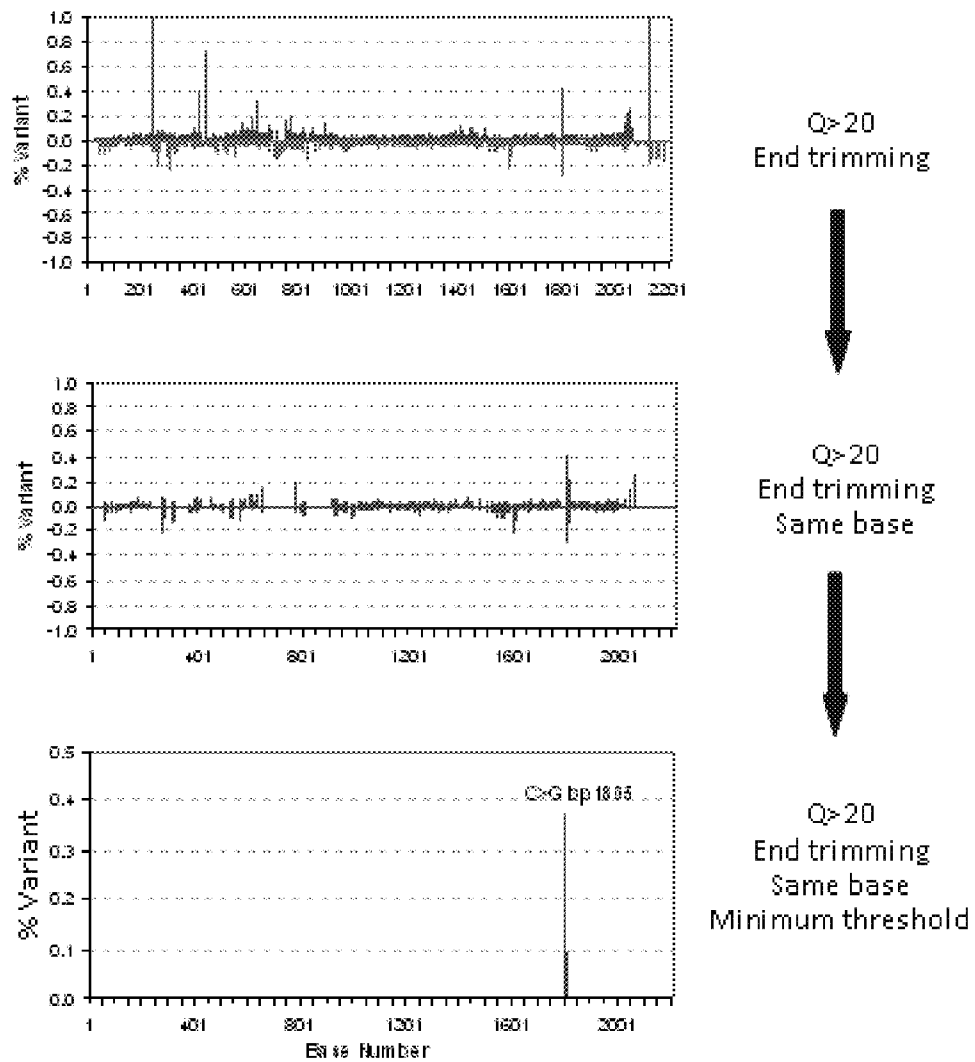 1.0
0.8
0.6
0.4
0.2
0.0
-0.2
-0.4
-0.6
-0.8
-1.0
% Variant
1 201 401 601 801 1001 1201 1401 1601 1801 2001 2201
Q>20
End trimming
1.0
0.8
0.6
0.4
0.2
0.0
-0.2
-0.4
-0.6
-0.8
-1.0
% Variant
1 401 801 1201 1601 2001
Q>20
End trimming
Same base
0.5
0.4
0.3
0.2
0.1
0.0
% Variant
C>G bp 1895
1 401 801 1201 1601 2001
Base Number
Q>20
End trimming
Same base
Minimum threshold